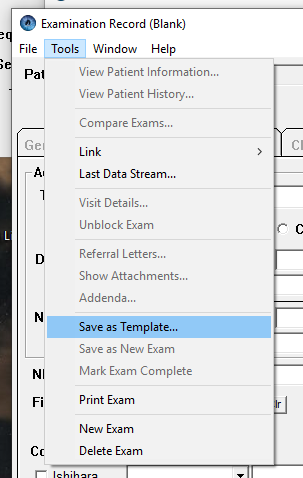 Examination Record (Blank)
File Tools Window Help
View Patient Information...
View Patient History...
Compare Exams...
Link
Last Data Stream...
Visit Details...
Unblock Exam
Referral Letters...
Show Attachments...
Addenda...
Save as Template...
Save as New Exam
Mark Exam Complete
Print Exam
New Exam
Delete Exam
Ishihara